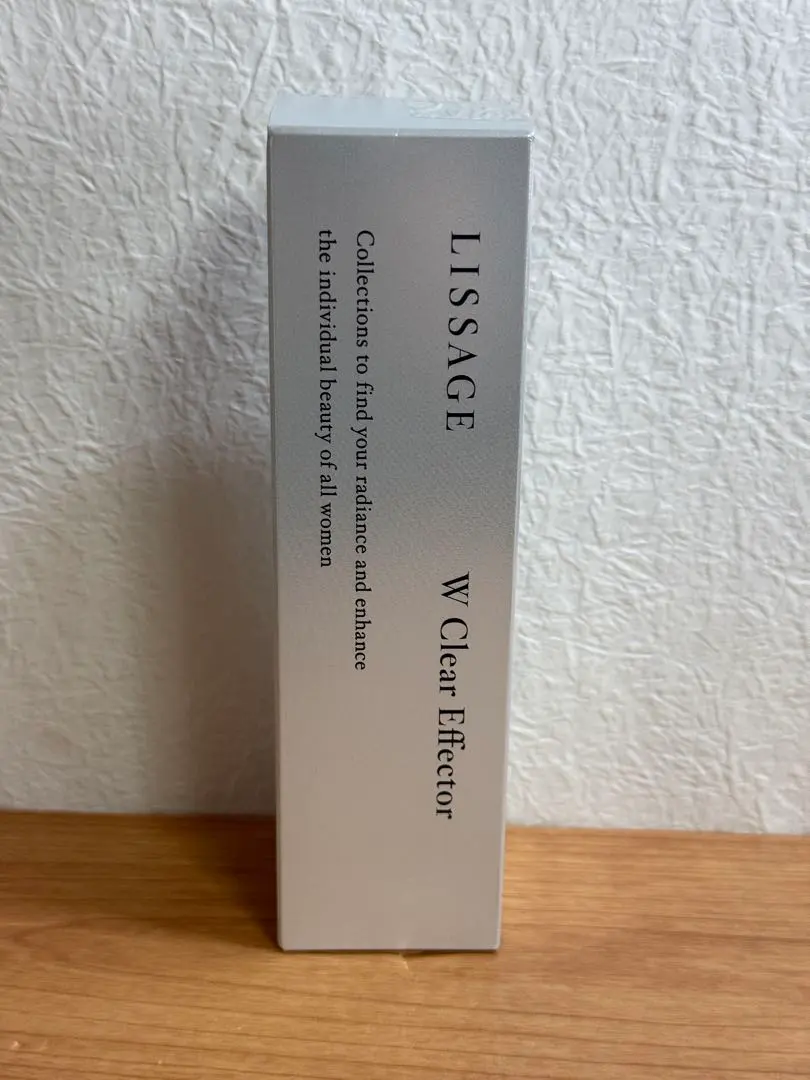 LISSAGE
W Clear Effector
Collections to find your radiance and enhance
the individual beauty of all women